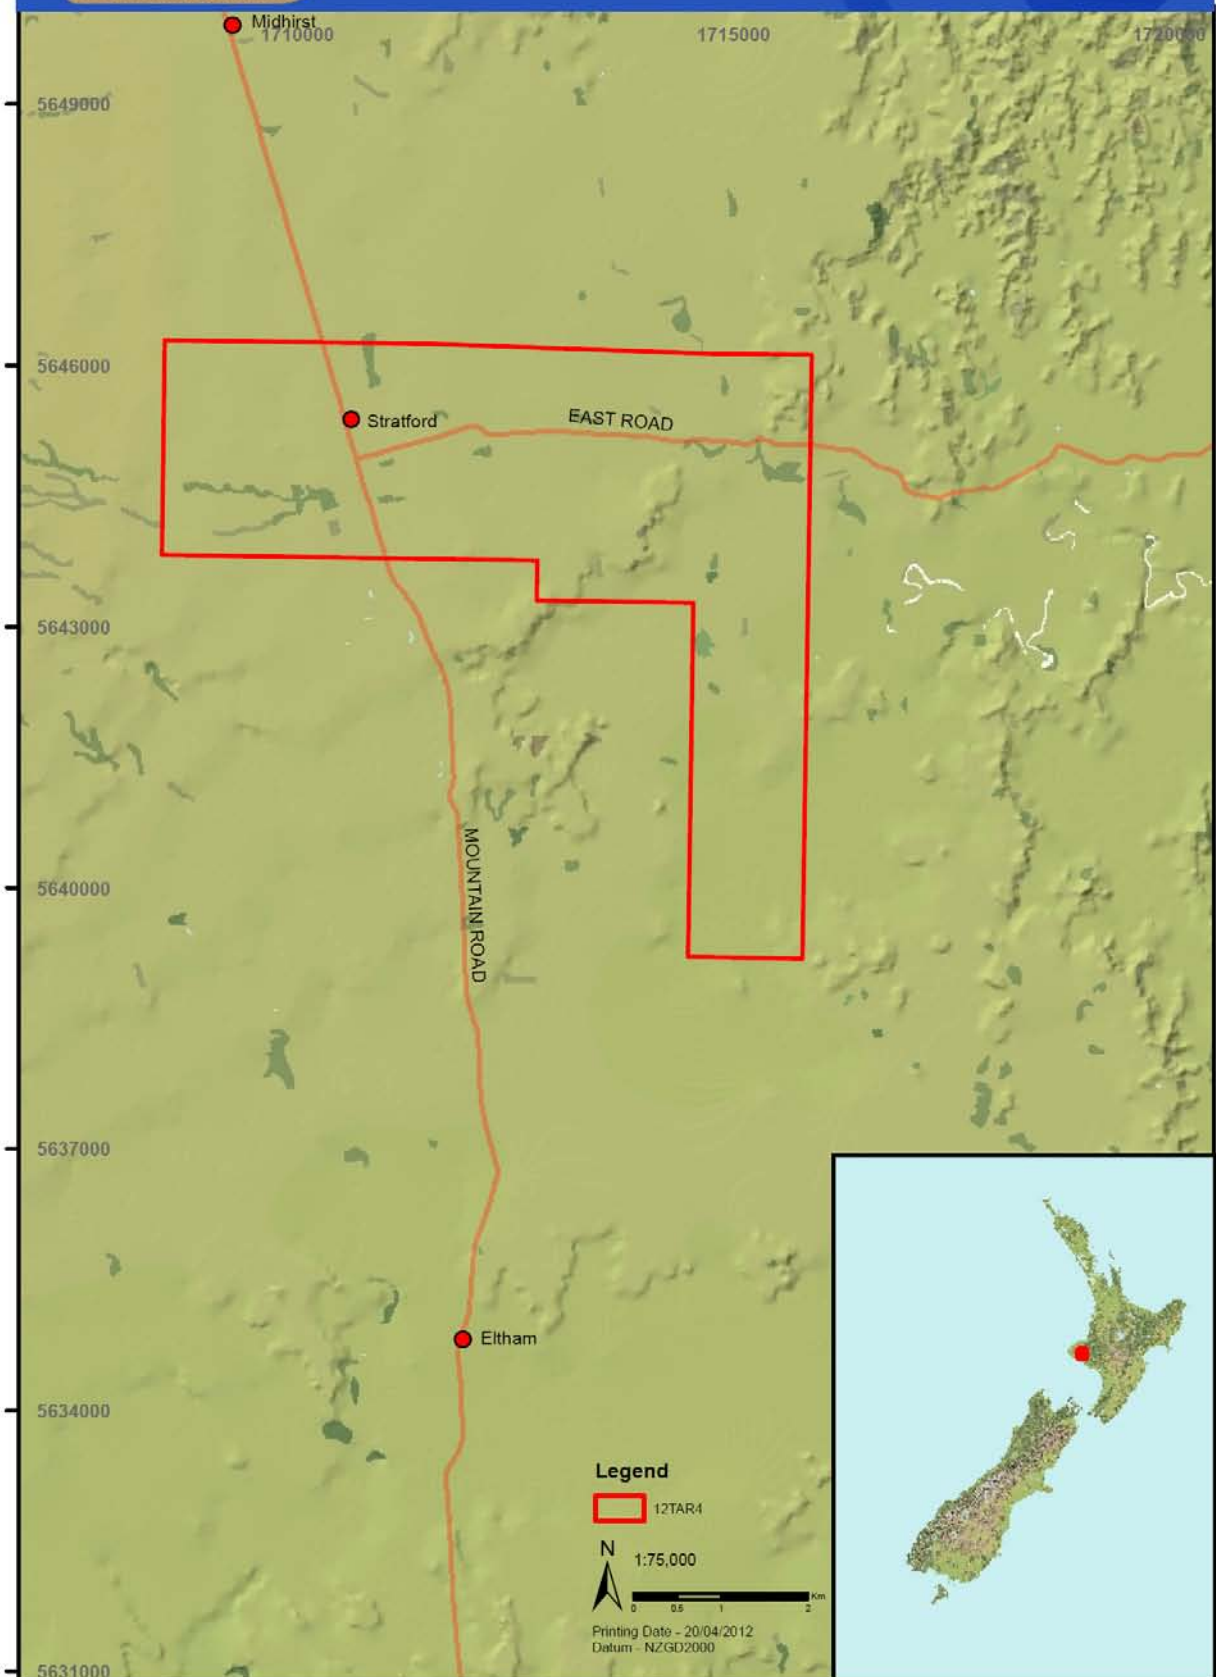 Midhirst
1710000
1715000
1720000
5649000
5646000
Stratford
EAST ROAD
5643000
5640000
MOUNTAIN ROAD
5637000
Eltham
5634000
Legend
12TAR4
N
1:75,000
Km
0 0.5 1 2
Printing Date - 20/04/2012
Datum - NZGD2000
5631000